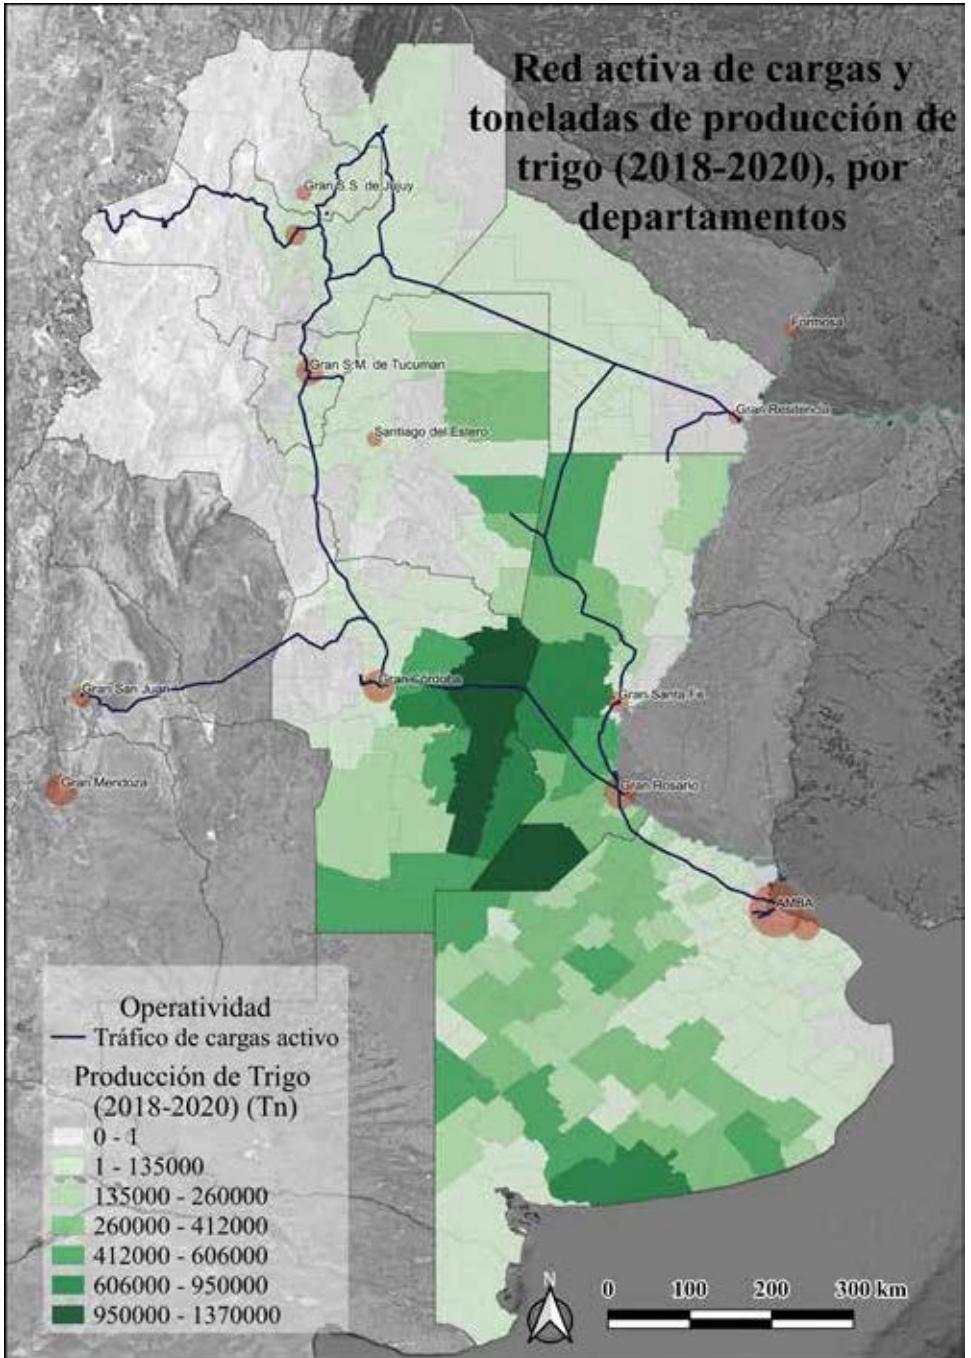 Red activa de cargas y
toneladas de producción de
trigo (2018-2020), por
departamentos
Gran S.S. de Jujuy
Formosa
Gran S.M. de Tucumán
Gran Resitencia
Santiago del Estero
Gran Córdoba
Gran San Juan
Gran Santa Fe
Gran Mendoza
Gran Rosario
AMBA
Operatividad
Tráfico de cargas activo
Producción de Trigo
(2018-2020) (Tn)
0 - 1
1 - 135000
135000 - 260000
260000 - 412000
412000 - 606000
606000 - 950000
950000 - 1370000
N
0 100 200 300 km